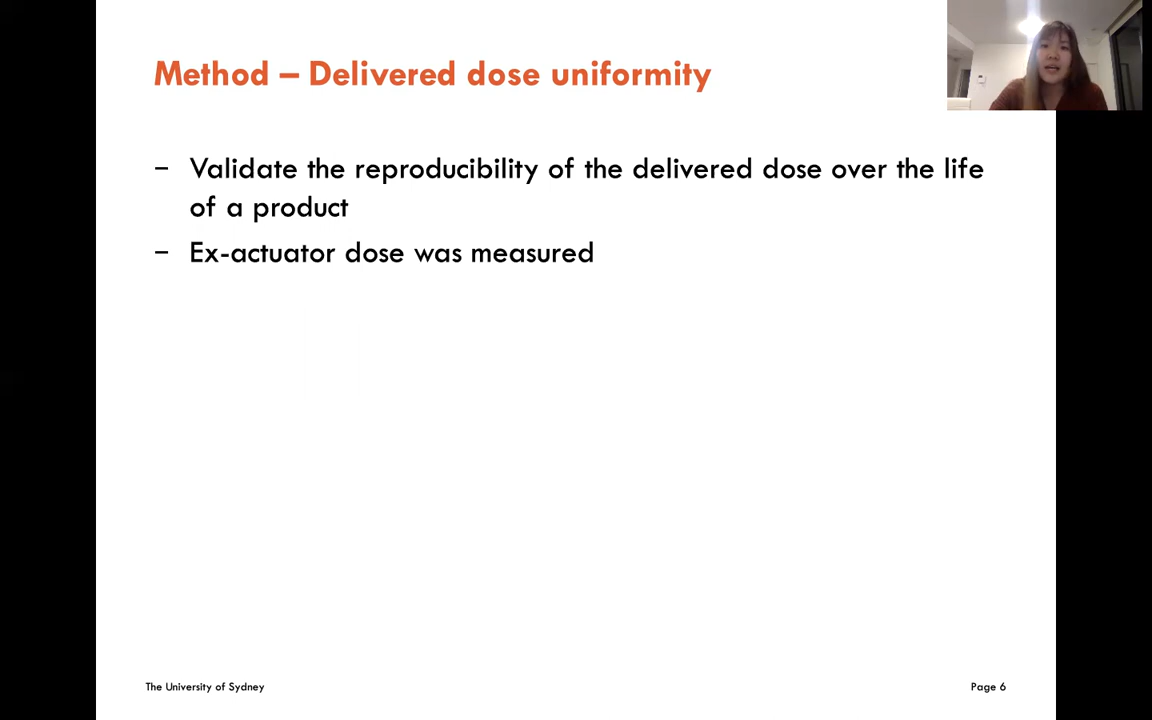 Method – Delivered dose uniformity
– Validate the reproducibility of the delivered dose over the life
of a product
– Ex-actuator dose was measured
The University of Sydney
Page 6